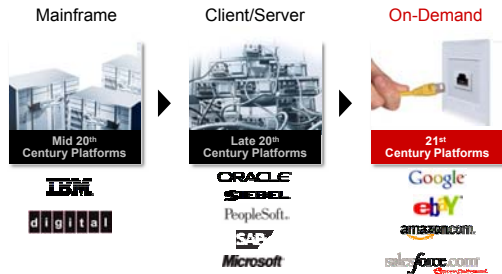 Mainframe
Client/Server
On-Demand
Mid 20th
Century Platforms
Late 20th
Century Platforms
21st
Century Platforms
IBM
digital
ORACLE
SIEBEL
PeopleSoft.
SAP
Microsoft
Google
ebY
amazon.com.
salesforce.com